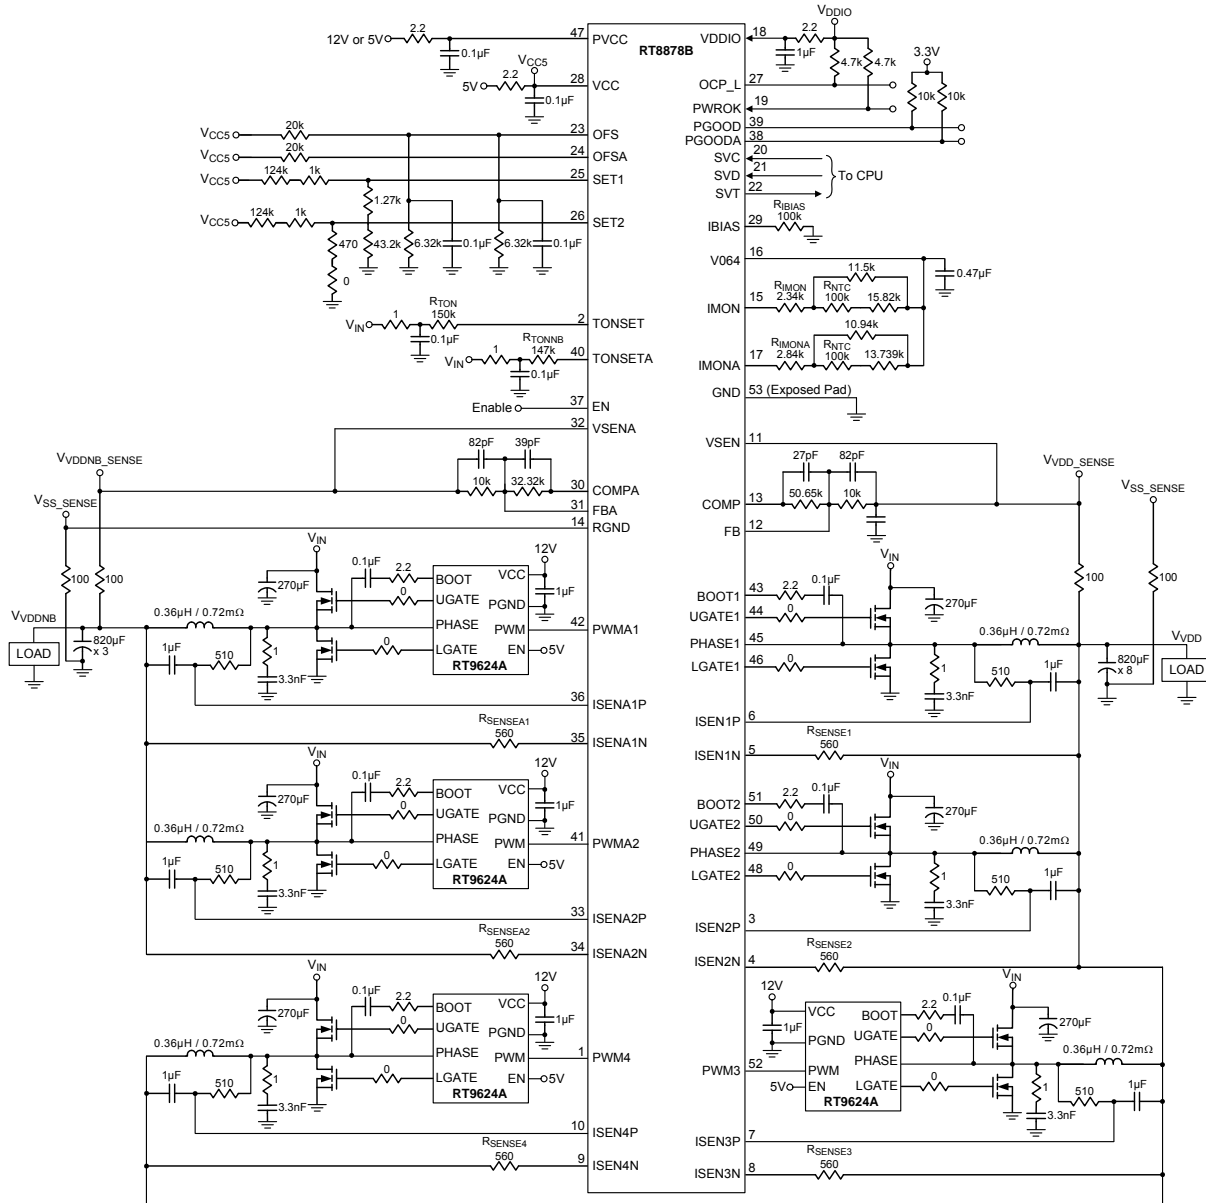 RT8878B
12V or 5V
2.2
0.1µF
47
PVCC
5V
2.2
VCC5
0.1µF
28
VCC
VCC5
20k
23
OFS
VCC5
20k
24
OFSA
VCC5
124k
1k
25
SET1
1.27k
VCC5
124k
1k
26
SET2
470
43.2k
6.32k
0.1µF
6.32k
0.1µF
0
VIN
1
RTON
150k
0.1µF
2
TONSET
VIN
1
RTONNB
147k
0.1µF
40
TONSETA
Enable
37
EN
32
VSENA
VVDDNB_SENSE
82pF
39pF
10k
32.32k
30
COMPA
31
FBA
VSS_SENSE
14
RGND
100
100
VVDDNB
LOAD
820µF
x 3
VIN
270µF
0.1µF
2.2
0
0
BOOT
UGATE
PHASE
LGATE
VCC
PGND
PWM
EN
RT9624A
12V
1µF
5V
42
PWMA1
0.36µH / 0.72mΩ
1µF
510
1
3.3nF
36
ISENA1P
RSENSEA1
560
35
ISENA1N
VIN
270µF
0.1µF
2.2
0
0
BOOT
UGATE
PHASE
LGATE
VCC
PGND
PWM
EN
RT9624A
12V
1µF
5V
41
PWMA2
0.36µH / 0.72mΩ
1µF
510
1
3.3nF
33
ISENA2P
RSENSEA2
560
34
ISENA2N
VIN
270µF
0.1µF
2.2
0
0
BOOT
UGATE
PHASE
LGATE
VCC
PGND
PWM
EN
RT9624A
12V
1µF
5V
1
PWM4
0.36µH / 0.72mΩ
1µF
510
1
3.3nF
10
ISEN4P
RSENSE4
560
9
ISEN4N
VDDIO
VDDIO
18
2.2
1µF
4.7k
4.7k
3.3V
10k
10k
OCP_L
27
PWROK
19
PGOOD
39
PGOODA
38
SVC
20
SVD
21
SVT
22
To CPU
IBIAS
29
RIBIAS
100k
V064
16
0.47µF
11.5k
IMON
15
RIMON
2.34k
RNTC
100k
15.82k
10.94k
IMONA
17
RIMONA
2.84k
RNTC
100k
13.739k
GND
53 (Exposed Pad)
VSEN
11
27pF
82pF
COMP
13
50.65k
10k
FB
12
VVDD_SENSE
VSS_SENSE
100
100
VIN
270µF
BOOT1
43
2.2
0.1µF
UGATE1
44
0
PHASE1
45
LGATE1
46
0
0.36µH / 0.72mΩ
1
3.3nF
510
1µF
VVDD
820µF
x 8
LOAD
ISEN1P
6
ISEN1N
5
RSENSE1
560
VIN
270µF
BOOT2
51
2.2
0.1µF
UGATE2
50
0
PHASE2
49
LGATE2
48
0
0.36µH / 0.72mΩ
1
3.3nF
510
1µF
ISEN2P
3
ISEN2N
4
RSENSE2
560
12V
1µF
VCC
PGND
PWM
EN
BOOT
UGATE
PHASE
LGATE
RT9624A
5V
PWM3
52
2.2
0.1µF
0
0
VIN
270µF
0.36µH / 0.72mΩ
1
3.3nF
510
1µF
ISEN3P
7
ISEN3N
8
RSENSE3
560